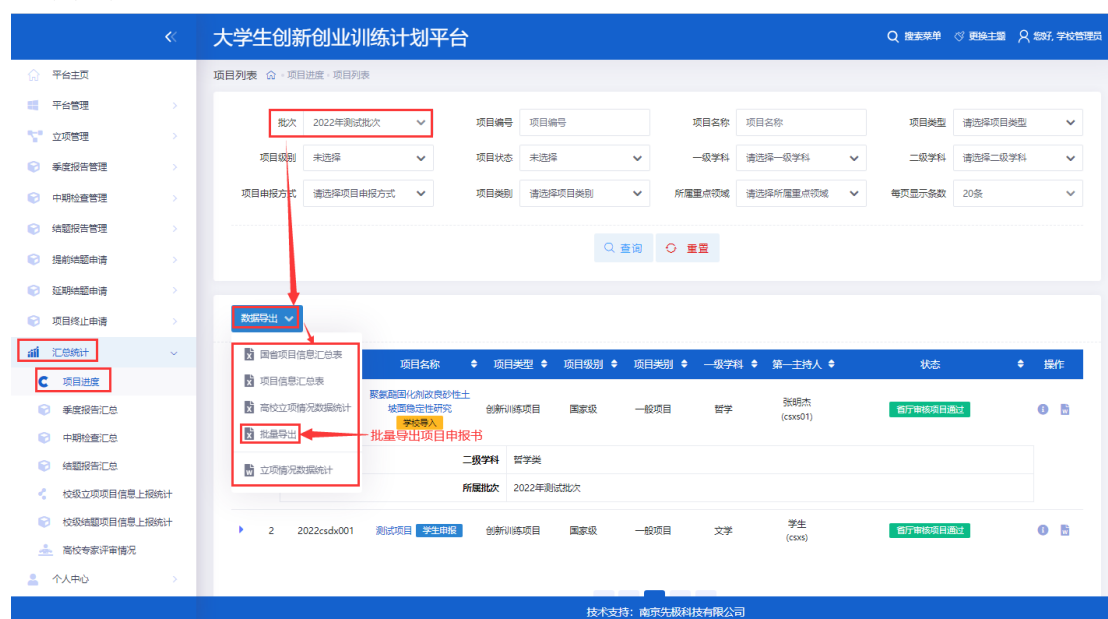 大学生创新创业训练计划平台
搜索菜单 更换主题 您好, 学校管理员
平台主页
平台管理
立项管理
季度报告管理
中期检查管理
结题报告管理
提前结题申请
延期结题申请
项目终止申请
汇总统计
项目进度
季度报告汇总
中期检查汇总
结题报告汇总
校级立项项目信息上报统计
校级结题项目信息上报统计
高校专家评审情况
个人中心
项目列表 项目进度 · 项目列表
批次 2022年测试批次 项目编号 项目编号 项目名称 项目名称 项目类型 请选择项目类型
项目级别 未选择 项目状态 未选择 一级学科 请选择一级学科 二级学科 请选择二级学科
项目申报方式 请选择项目申报方式 项目类别 请选择项目类别 所属重点领域 请选择所属重点领域 每页显示条数 20条
查询 重置
数据导出
国省项目信息汇总表
项目信息汇总表
高校立项情况数据统计
批量导出
立项情况数据统计
批量导出项目申报书
项目名称 项目类型 项目级别 项目类别 一级学科 第一主持人 状态 操作
聚氨酯固化剂改良砂性土
坡面稳定性研究
学校导入
创新训练项目 国家级 一般项目 哲学 张明杰
(csxs01)
省厅审核项目通过
二级学科 哲学类
所属批次 2022年测试批次
2 2022csdx001 测试项目 学生申报 创新训练项目 国家级 一般项目 文学 学生
(csxs)
省厅审核项目通过
技术支持：南京先极科技有限公司